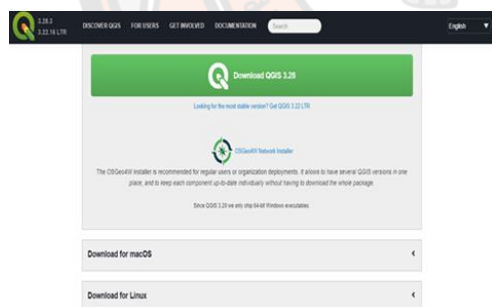 3.28.3
3.22.16 LTR
DISCOVER QGIS FOR USERS GET INVOLVED DOCUMENTATION Search English
Download QGIS 3.28
Looking for the most stable version? Get QGIS 3.22 LTR
OSGeo4W Network Installer
The OSGeo4W installer is recommended for regular users or organization deployments. It allows to have several QGIS versions in one
place, and to keep each component up-to-date individually without having to download the whole package.
Since QGIS 3.20 we only ship 64-bit Windows executables.
Download for macOS
Download for Linux